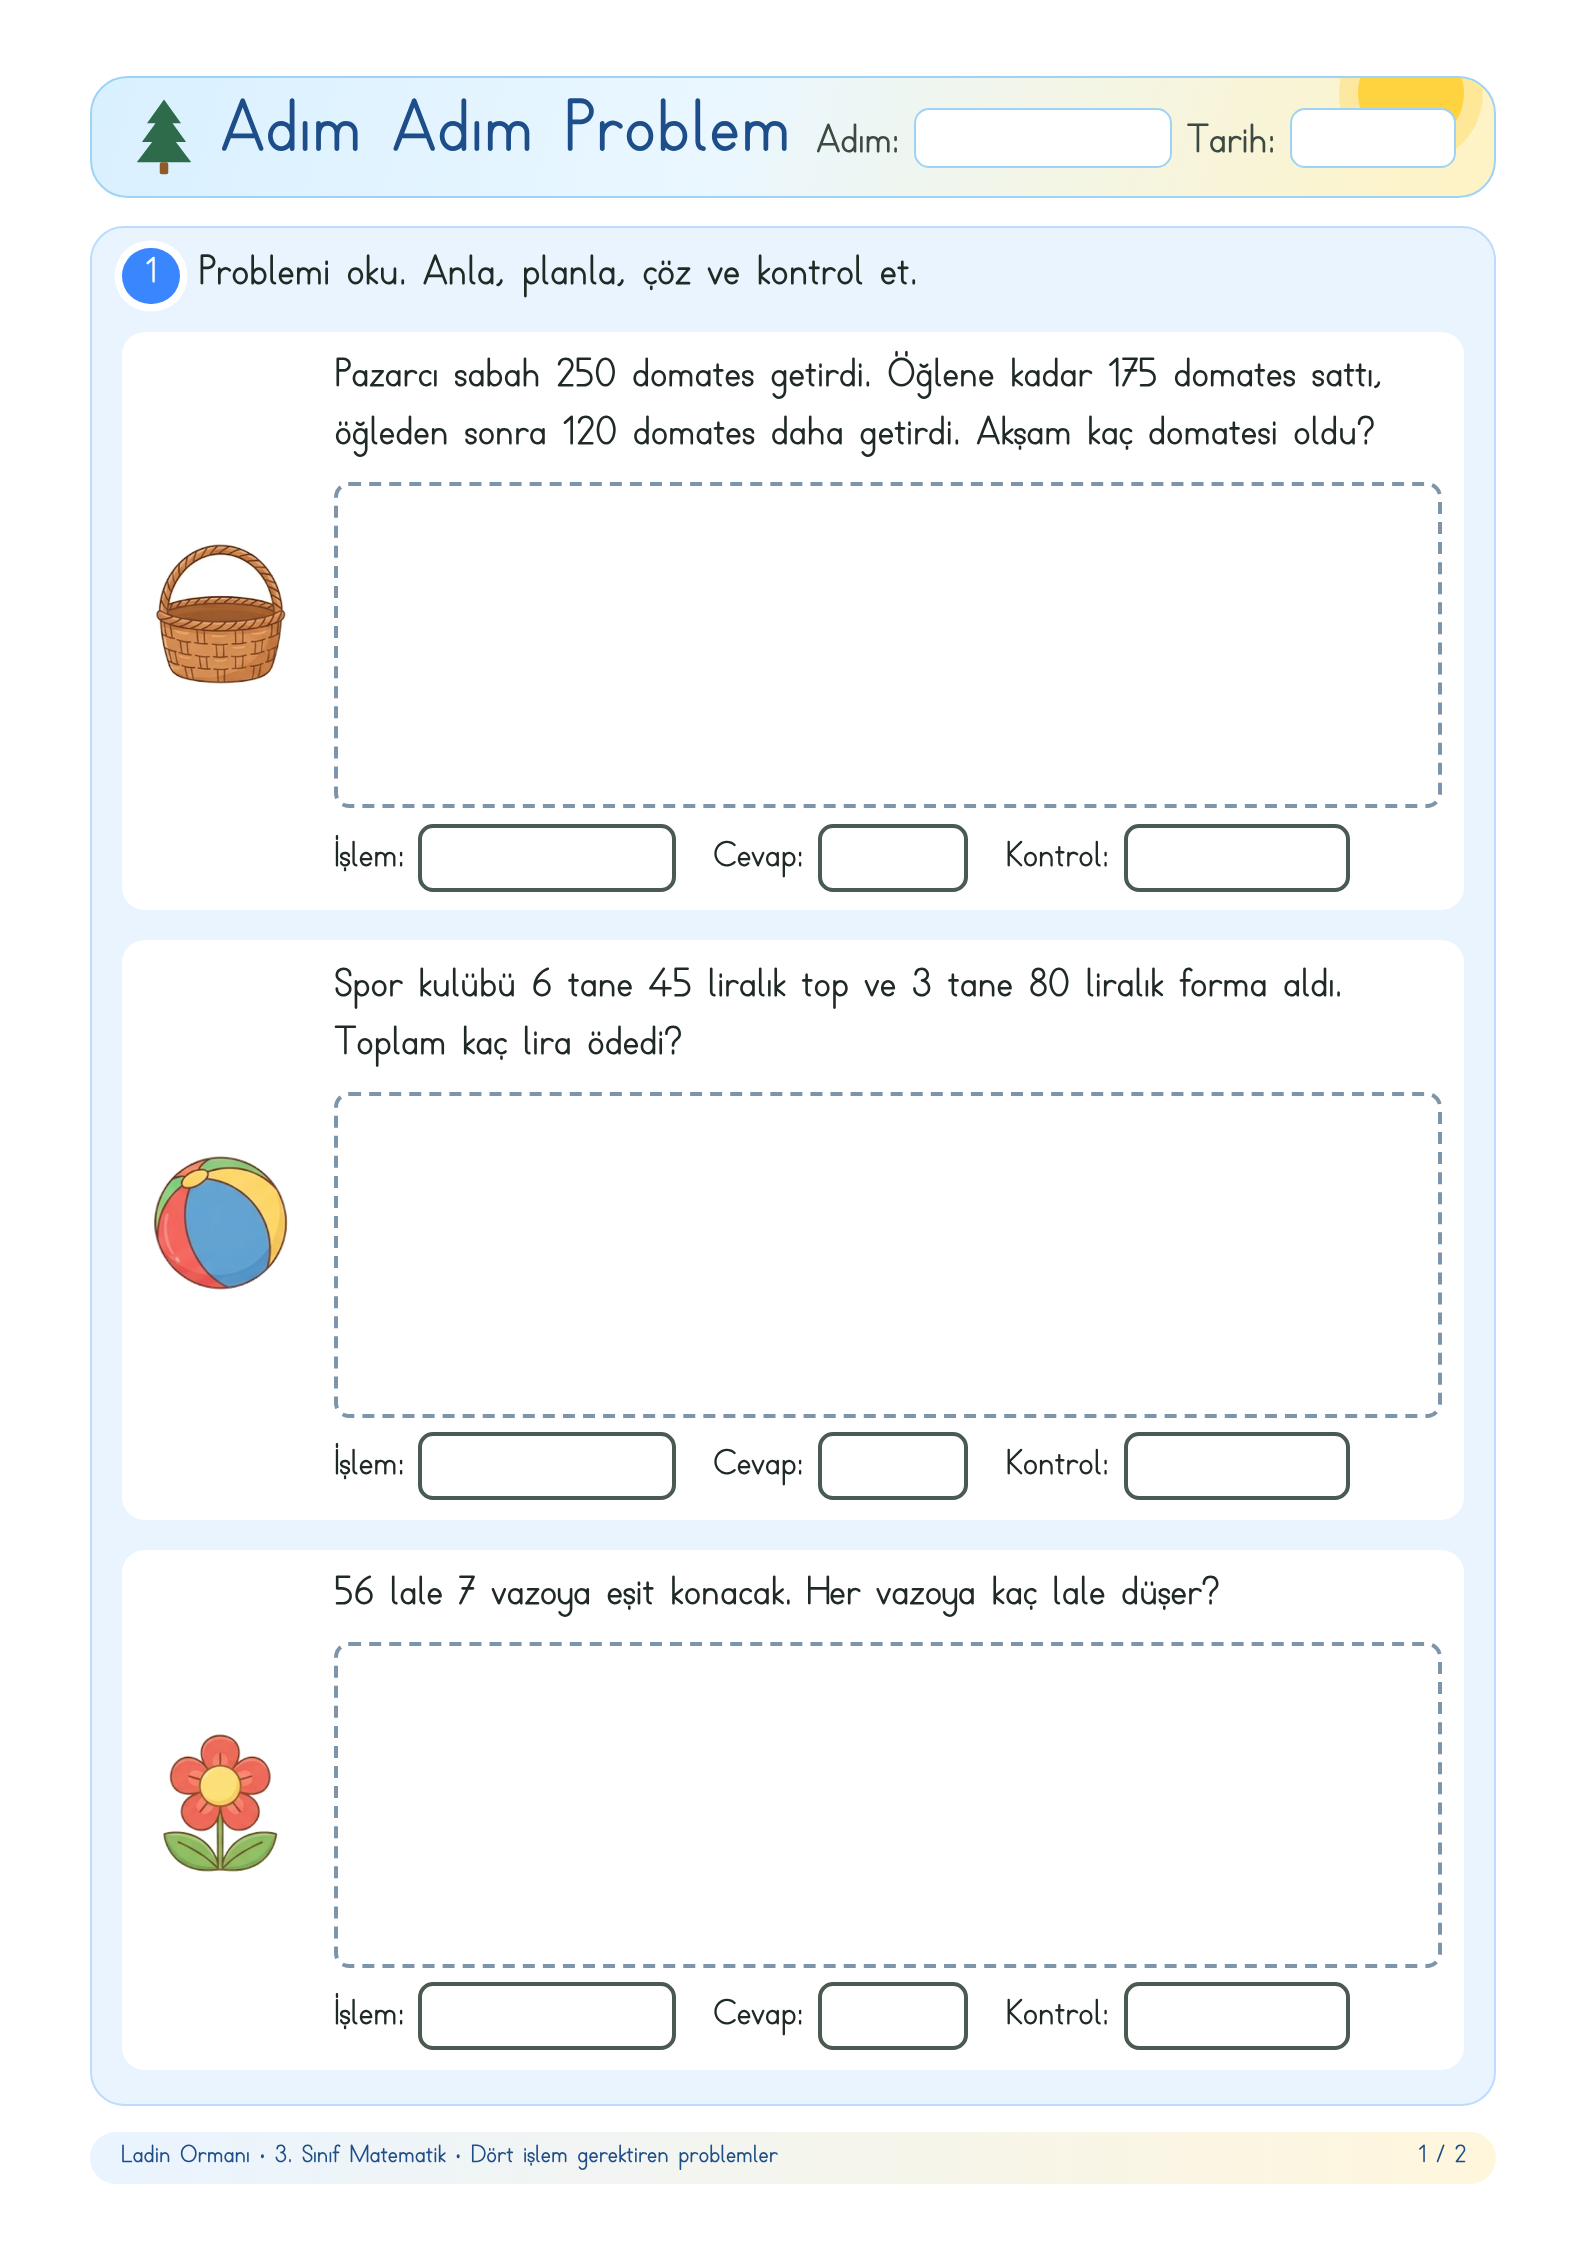 Adım Adım Problem Adım: Tarih:
1 Problemi oku. Anla, planla, çöz ve kontrol et.
Pazarcı sabah 250 domates getirdi. Öğlene kadar 175 domates sattı,
öğleden sonra 120 domates daha getirdi. Akşam kaç domatesi oldu?
İşlem: Cevap: Kontrol:
Spor kulübü 6 tane 45 liralık top ve 3 tane 80 liralık forma aldı.
Toplam kaç lira ödedi?
İşlem: Cevap: Kontrol:
56 lale 7 vazoya eşit konacak. Her vazoya kaç lale düşer?
İşlem: Cevap: Kontrol:
Ladin Ormanı • 3. Sınıf Matematik • Dört işlem gerektiren problemler 1 / 2